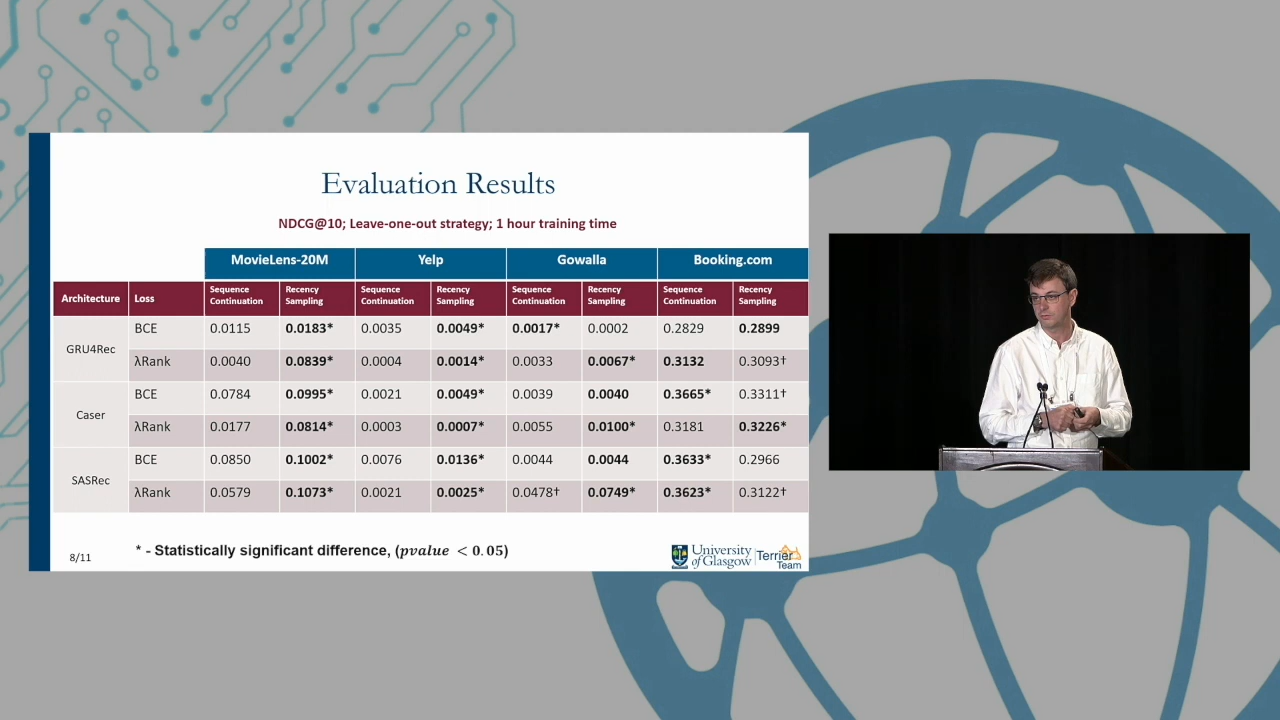 Evaluation Results
NDCG@10; Leave-one-out strategy; 1 hour training time
MovieLens-20M Yelp Gowalla Booking.com
Architecture Loss Sequence Continuation Recency Sampling Sequence Continuation Recency Sampling Sequence Continuation Recency Sampling Sequence Continuation Recency Sampling
GRU4Rec
BCE 0.0115 0.0183* 0.0035 0.0049* 0.0017* 0.0002 0.2829 0.2899
λRank 0.0040 0.0839* 0.0004 0.0014* 0.0033 0.0067* 0.3132 0.3093†
Caser
BCE 0.0784 0.0995* 0.0021 0.0049* 0.0039 0.0040 0.3665* 0.3311†
λRank 0.0177 0.0814* 0.0003 0.0007* 0.0055 0.0100* 0.3181 0.3226*
SASRec
BCE 0.0850 0.1002* 0.0076 0.0136* 0.0044 0.0044 0.3633* 0.2966
λRank 0.0579 0.1073* 0.0021 0.0025* 0.0478† 0.0749* 0.3623* 0.3122†
* - Statistically significant difference, (pvalue < 0.05)
8/11
University of Glasgow
Terrier Team